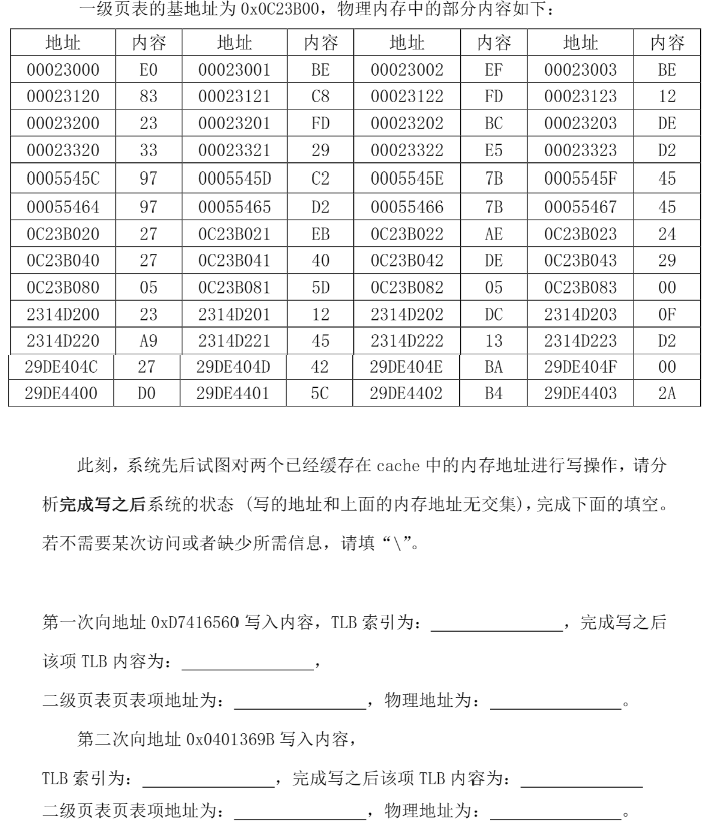 一级页表的基地址为 0x0C23B00，物理内存中的部分内容如下：
地址 内容 地址 内容 地址 内容 地址 内容
00023000 E0 00023001 BE 00023002 EF 00023003 BE
00023120 83 00023121 C8 00023122 FD 00023123 12
00023200 23 00023201 FD 00023202 BC 00023203 DE
00023320 33 00023321 29 00023322 E5 00023323 D2
0005545C 97 0005545D C2 0005545E 7B 0005545F 45
00055464 97 00055465 D2 00055466 7B 00055467 45
0C23B020 27 0C23B021 EB 0C23B022 AE 0C23B023 24
0C23B040 27 0C23B041 40 0C23B042 DE 0C23B043 29
0C23B080 05 0C23B081 5D 0C23B082 05 0C23B083 00
2314D200 23 2314D201 12 2314D202 DC 2314D203 0F
2314D220 A9 2314D221 45 2314D222 13 2314D223 D2
29DE404C 27 29DE404D 42 29DE404E BA 29DE404F 00
29DE4400 D0 29DE4401 5C 29DE4402 B4 29DE4403 2A
此刻，系统先后试图对两个已经缓存在 cache 中的内存地址进行写操作，请分
析完成写之后系统的状态（写的地址和上面的内存地址无交集），完成下面的填空。
若不需要某次访问或者缺少所需信息，请填“\”。
第一次向地址 0xD7416560 写入内容，TLB 索引为：____________，完成写之后
该项 TLB 内容为：____________，
二级页表页表项地址为：____________，物理地址为：____________。
第二次向地址 0x0401369B 写入内容，
TLB 索引为：____________，完成写之后该项 TLB 内容为：____________
二级页表页表项地址为：____________，物理地址为：____________。